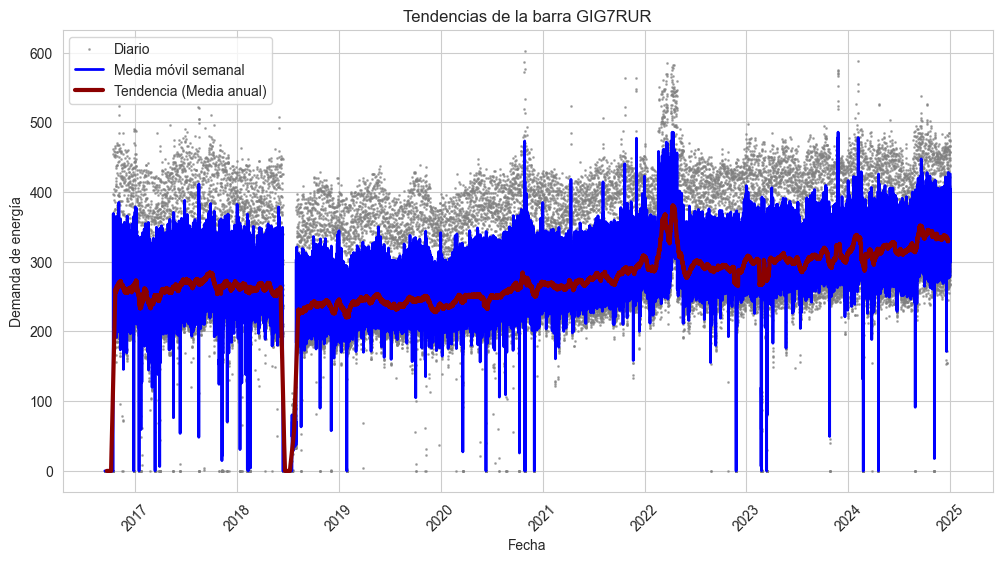 Tendencias de la barra GIG7RUR
Diario
Media móvil semanal
Tendencia (Media anual)
Demanda de energía
600
500
400
300
200
100
0
2017
2018
2019
2020
2021
2022
2023
2024
2025
Fecha